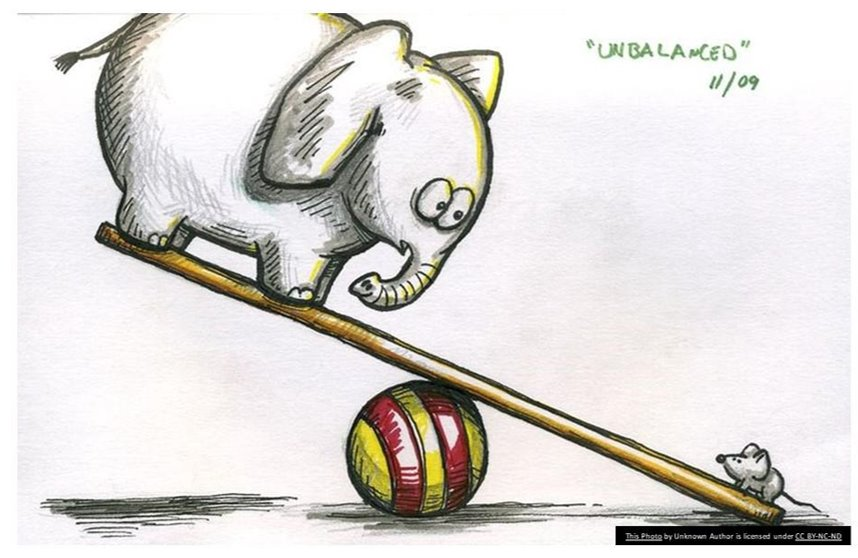 "UNBALANCED"
11/09
This Photo by Unknown Author is licensed under CC BY-NC-ND